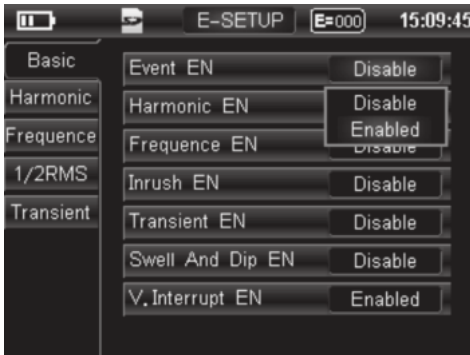 E-SETUP E=000 15:09:45
Basic
Harmonic
Frequence
1/2RMS
Transient
Event EN Disable
Harmonic EN Disable
Enabled
Frequence EN Disable
Inrush EN Disable
Transient EN Disable
Swell And Dip EN Disable
V.Interrupt EN Enabled